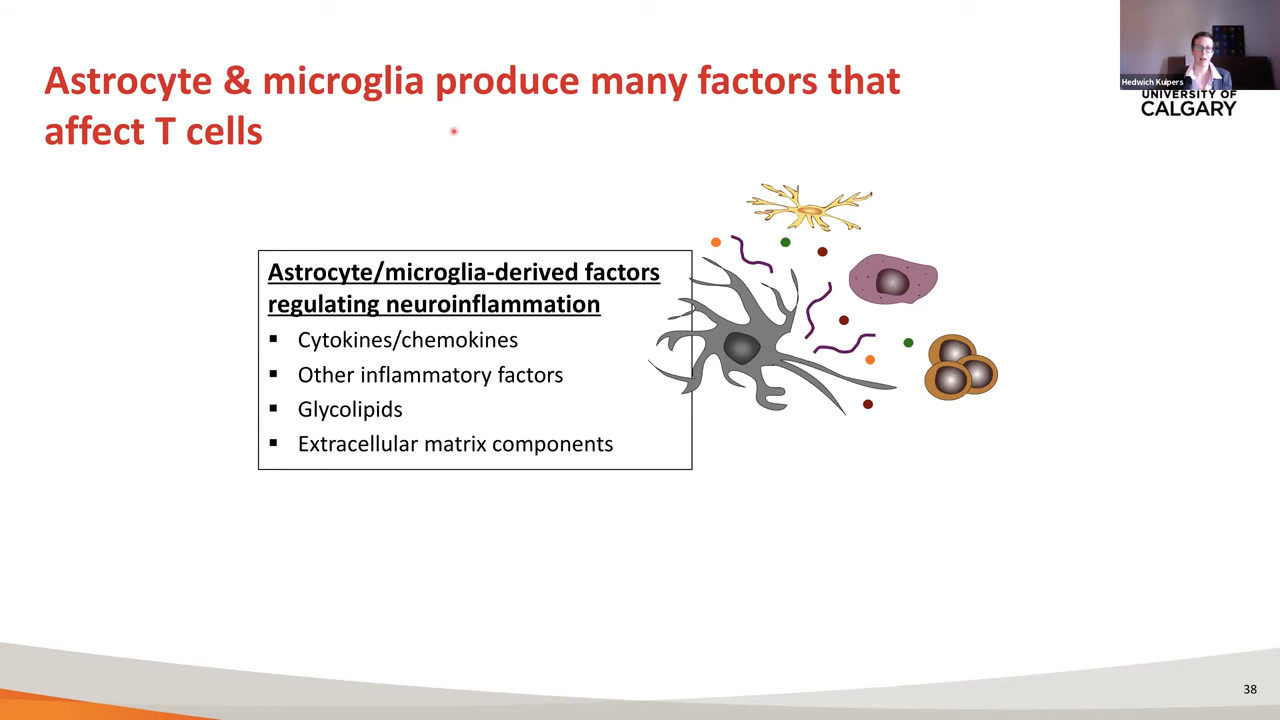 Astrocyte & microglia produce many factors that
affect T cells
Hedwich Kuipers
UNIVERSITY OF
CALGARY
Astrocyte/microglia-derived factors
regulating neuroinflammation
▪ Cytokines/chemokines
▪ Other inflammatory factors
▪ Glycolipids
▪ Extracellular matrix components
38